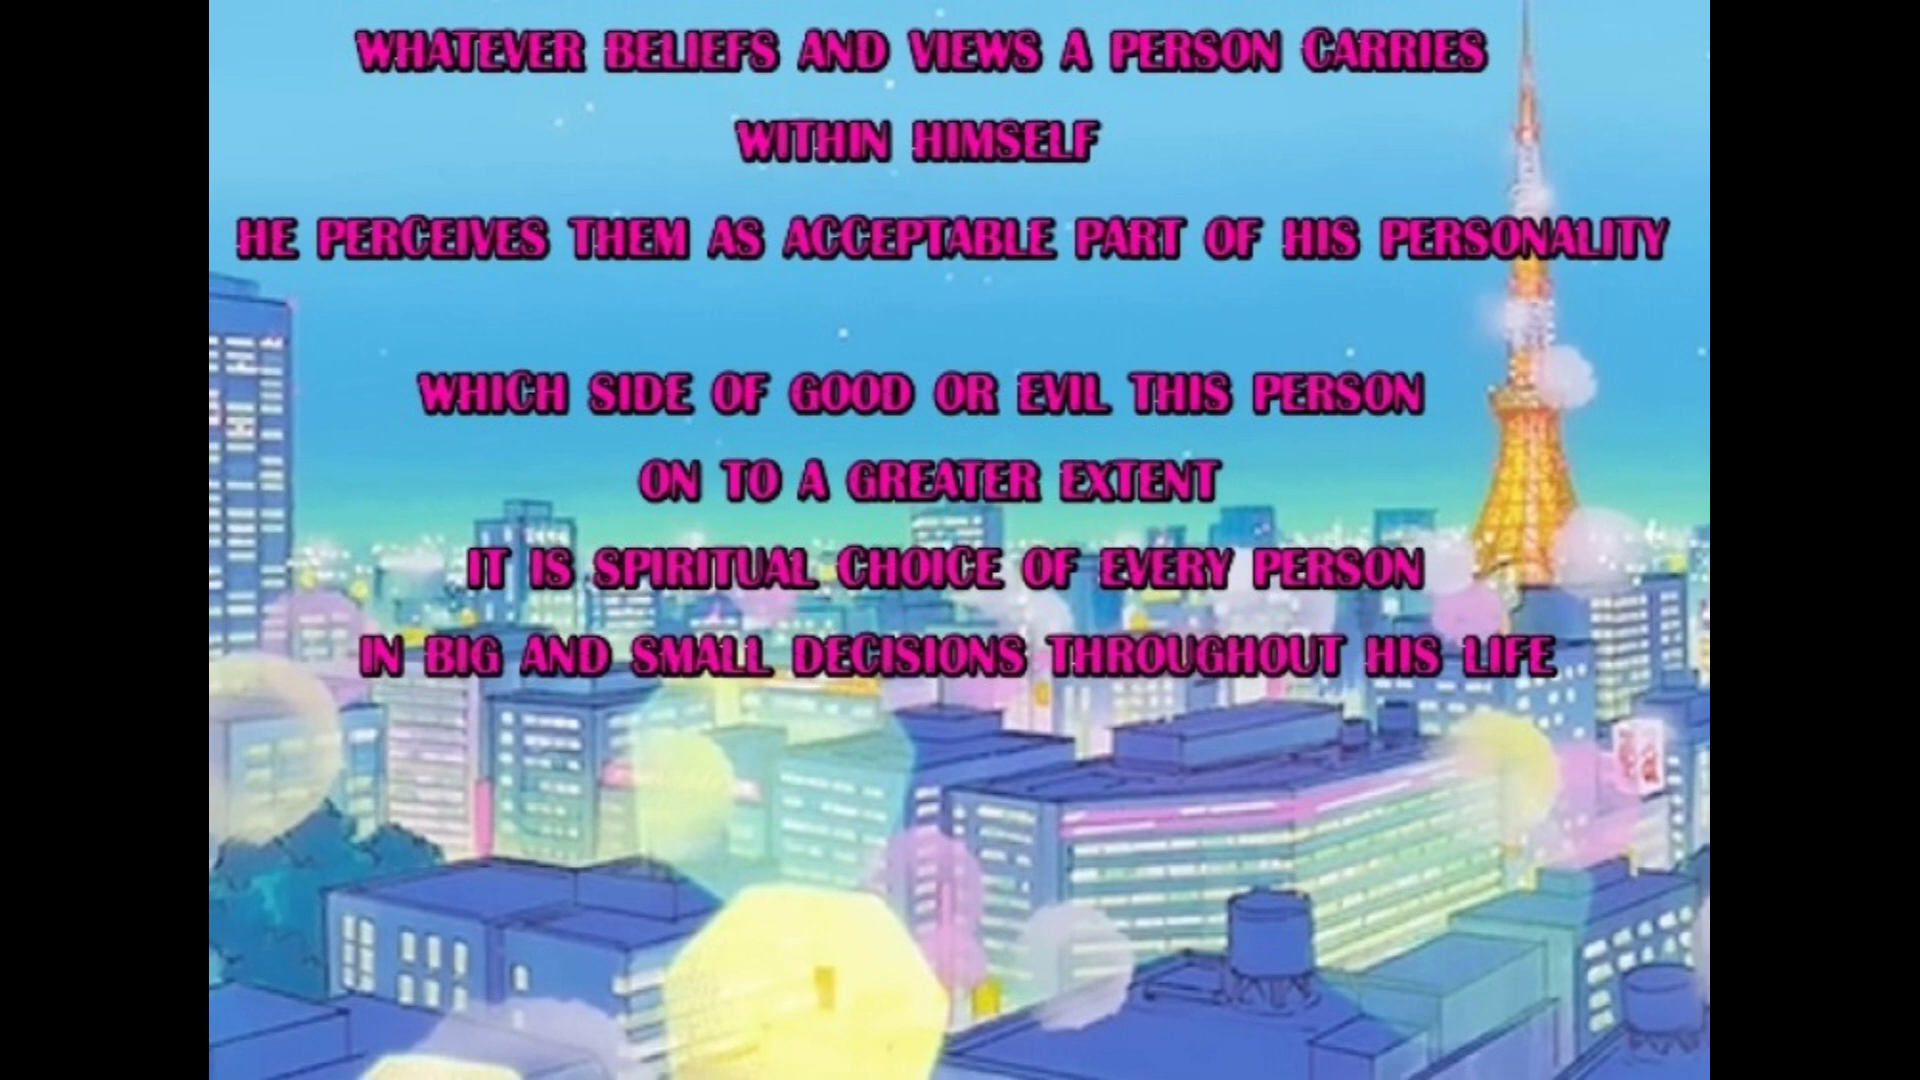 WHATEVER BELIEFS AND VIEWS A PERSON CARRIES
WITHIN HIMSELF
HE PERCEIVES THEM AS ACCEPTABLE PART OF HIS PERSONALITY
WHICH SIDE OF GOOD OR EVIL THIS PERSON
ON TO A GREATER EXTENT
IT IS SPIRITUAL CHOICE OF EVERY PERSON
IN BIG AND SMALL DECISIONS THROUGHOUT HIS LIFE